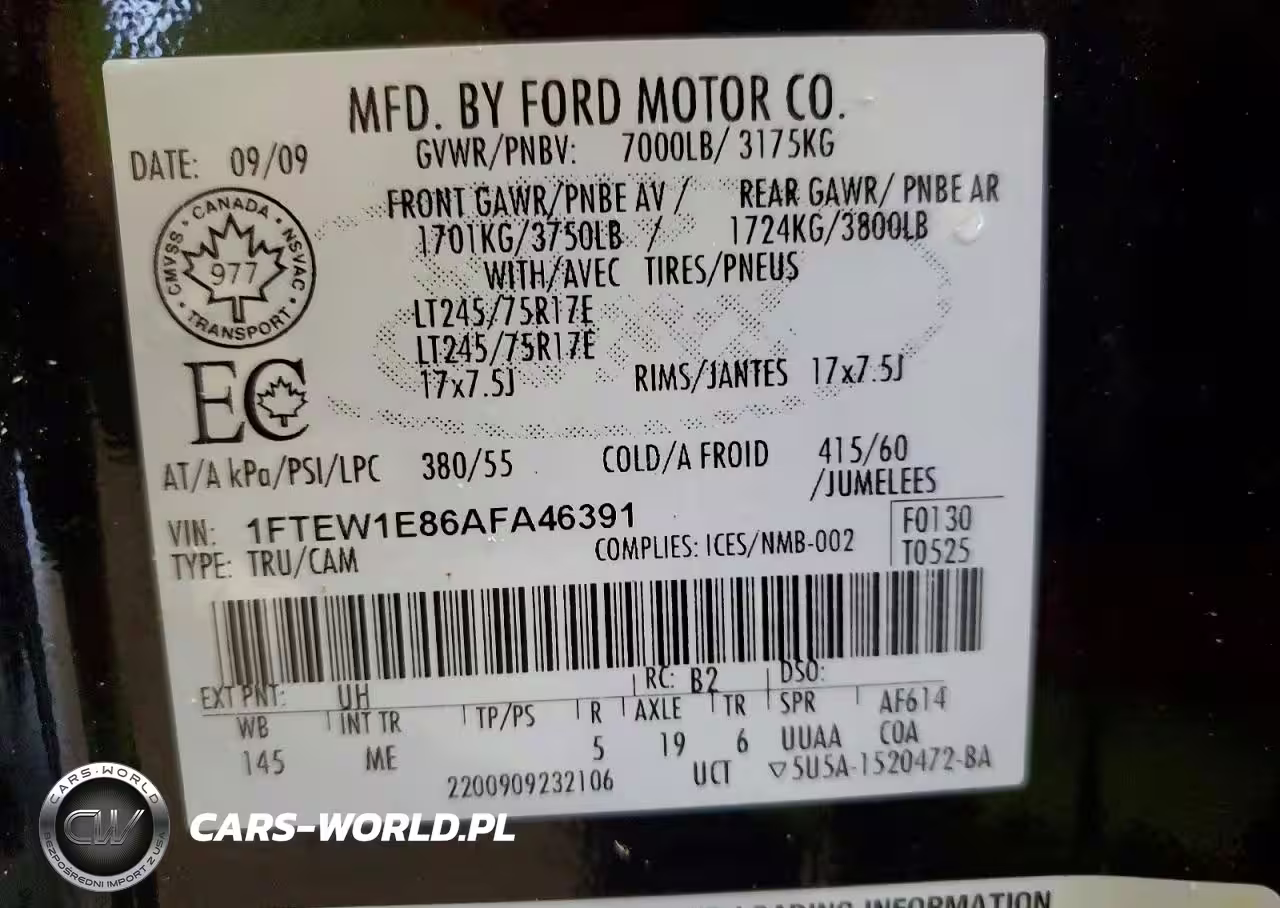 MFD. BY FORD MOTOR CO.
DATE: 09/09
GVWR/PNBV: 7000LB/ 3175KG
FRONT GAWR/PNBE AV / REAR GAWR/ PNBE AR
1701KG/3750LB / 1724KG/3800LB
WITH/AVEC TIRES/PNEUS
LT245/75R17E
LT245/75R17E
17x7.5J RIMS/JANTES 17x7.5J
CANADA
CMVSS NSVAC
977
TRANSPORT
EC
AT/A kPa/PSI/LPC 380/55 COLD/A FROID 415/60
/JUMELEES
VIN: 1FTEW1E86AFA46391
TYPE: TRU/CAM COMPLIES: ICES/NMB-002
F0130
T0525
EXT PNT: UH RC: B2 DSO:
WB INT TR TP/PS R AXLE TR SPR AF614
145 ME 5 19 6 UUAA COA
2200909232106 UCT ▽5U5A-1520472-BA
CARS-WORLD
CW
BEZPOŚREDNI IMPORT Z USA
CARS-WORLD.PL
LOADING INFORMATION